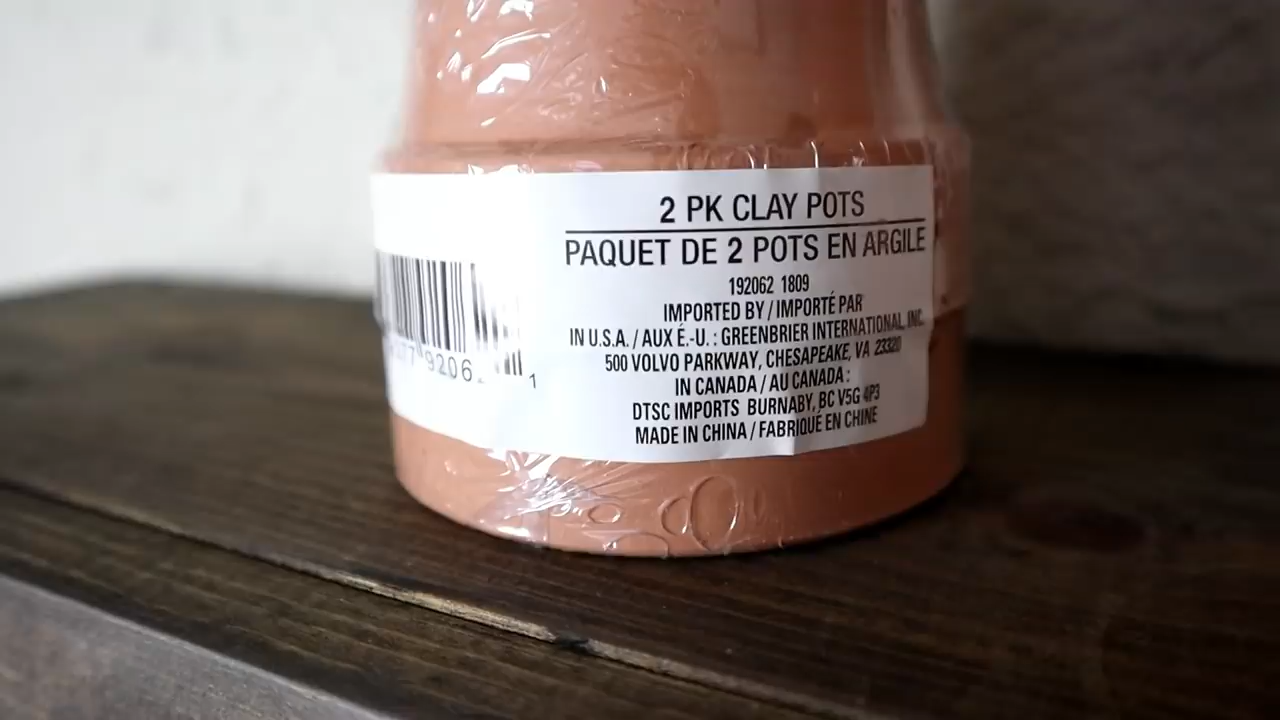 2 PK CLAY POTS
PAQUET DE 2 POTS EN ARGILE
192062 1809
IMPORTED BY / IMPORTÉ PAR
IN U.S.A. / AUX É.-U. : GREENBRIER INTERNATIONAL, INC.
500 VOLVO PARKWAY, CHESAPEAKE, VA 23320
IN CANADA / AU CANADA :
DTSC IMPORTS BURNABY, BC V5G 4P3
MADE IN CHINA / FABRIQUÉ EN CHINE
1